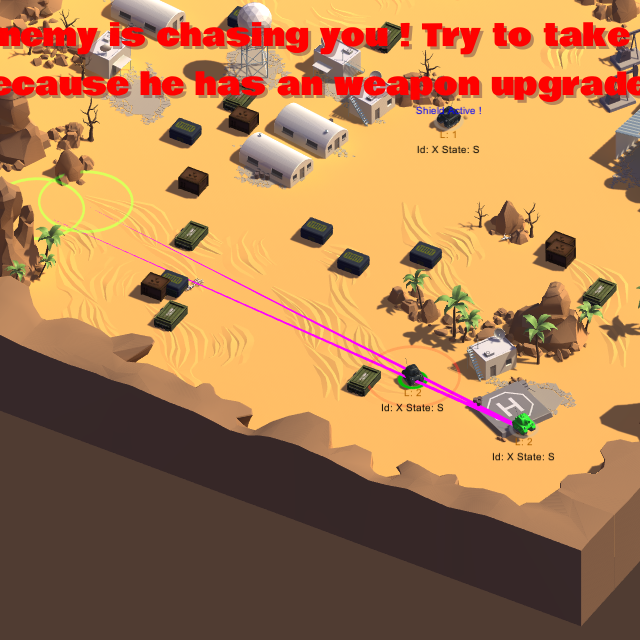 nemy is chasing you ! Try to take
ecause he has an weapon upgrade
Shield Active !
L: 1
Id: X State: S
L: 2
Id: X State: S
H
L: 2
Id: X State: S